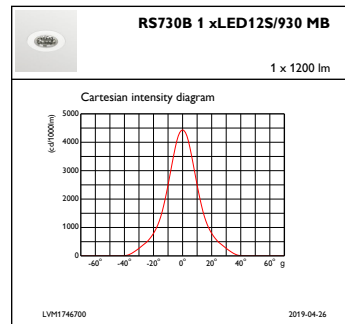 RS730B 1 xLED12S/930 MB
1 x 1200 lm
Cartesian intensity diagram
(cd/1000lm)
5000
4000
3000
2000
1000
0
-60° -40° -20° 0° 20° 40° 60° g
LVM1746700 2019-04-26